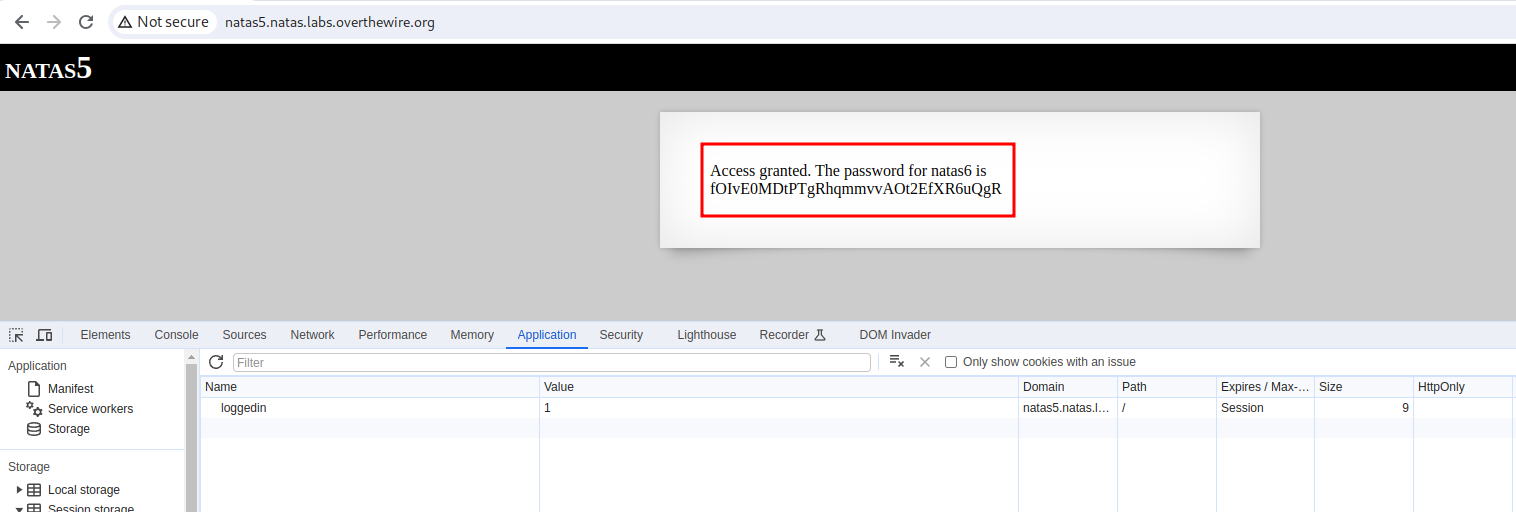 Not secure natas5.natas.labs.overthewire.org
NATAS5
Access granted. The password for natas6 is
fOIvE0MDtPTgRhqmmvvAOt2EfXR6uQgR
Elements Console Sources Network Performance Memory Application Security Lighthouse Recorder DOM Invader
Application
Manifest
Service workers
Storage
Storage
Local storage
Session storage
Filter Only show cookies with an issue
Name Value Domain Path Expires / Max-... Size HttpOnly
loggedin 1 natas5.natas.l... / Session 9